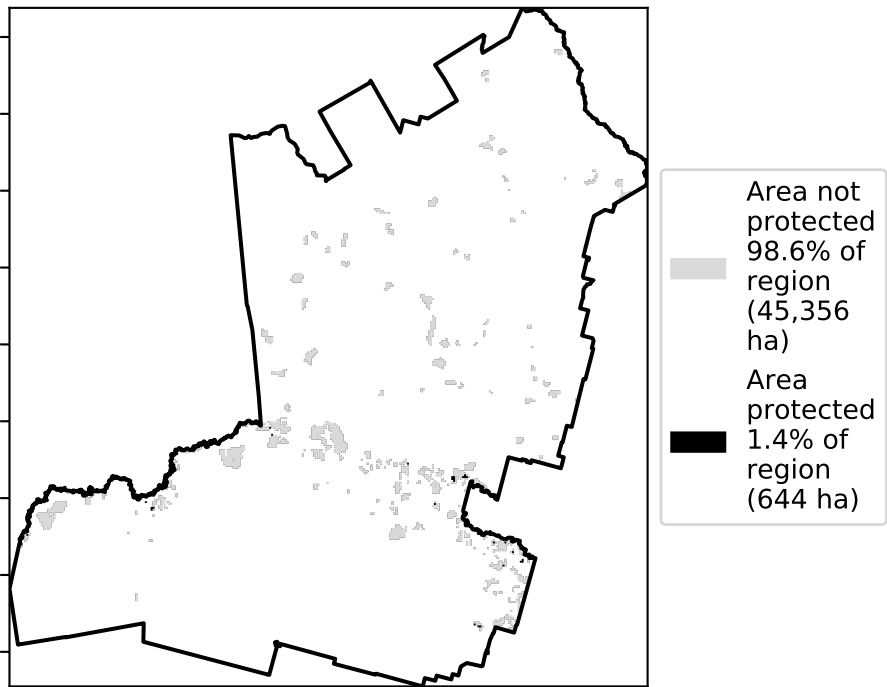 Area not
protected
98.6% of
region
(45,356
ha)
Area
protected
1.4% of
region
(644 ha)